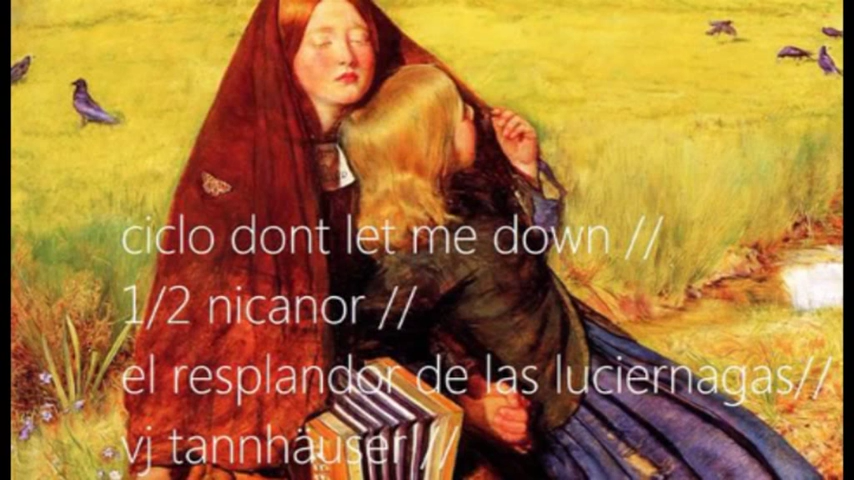 ciclo dont let me down //
1/2 nicanor //
el resplandor de las luciernagas//
vj tannhäuser //